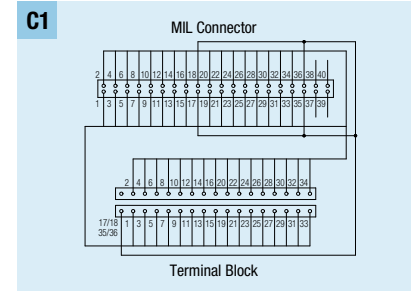 C1
MIL Connector
2 4 6 8 10 12 14 16 18 20 22 24 26 28 30 32 34 36 38 40
1 3 5 7 9 11 13 15 17 19 21 23 25 27 29 31 33 35 37 39
2 4 6 8 10 12 14 16 20 22 24 26 28 30 32 34
17/18
35/36
1 3 5 7 9 11 13 15 19 21 23 25 27 29 31 33
Terminal Block